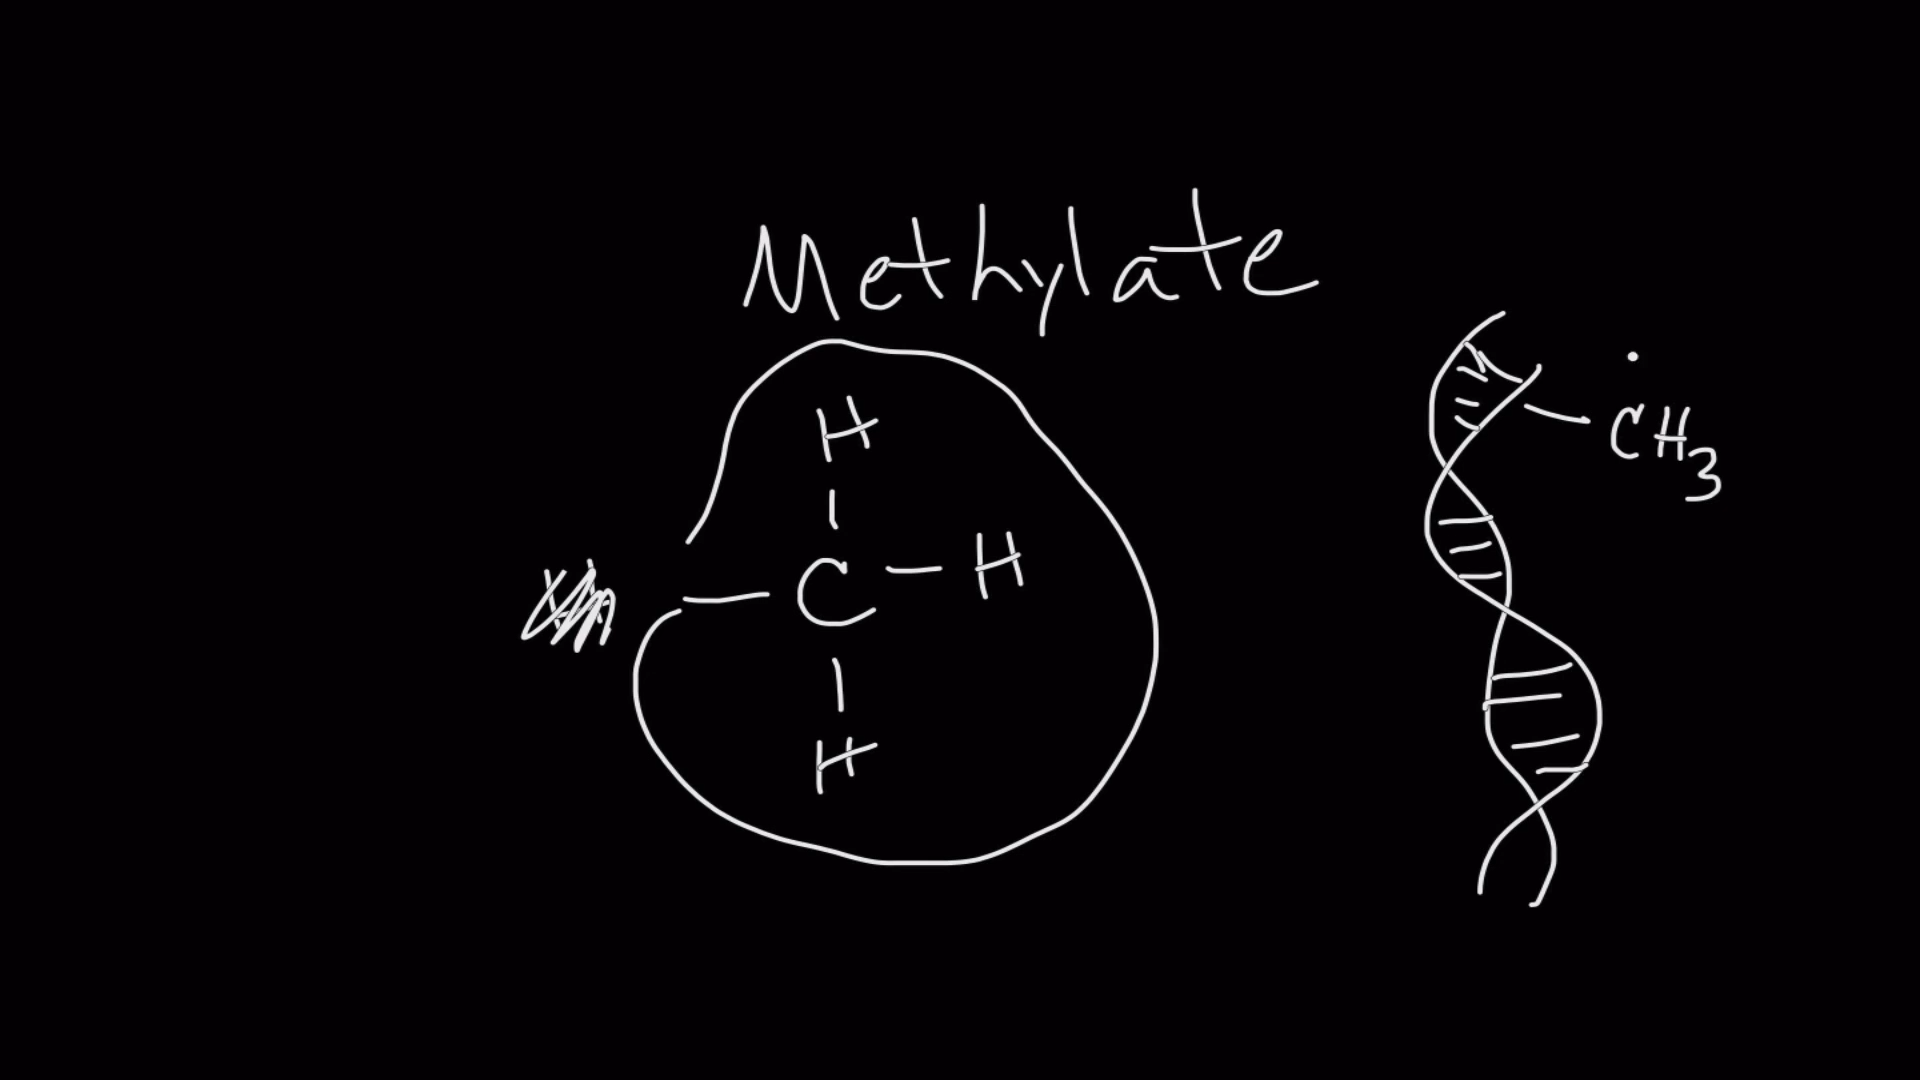 Methylate
H
C - H
H
CH3